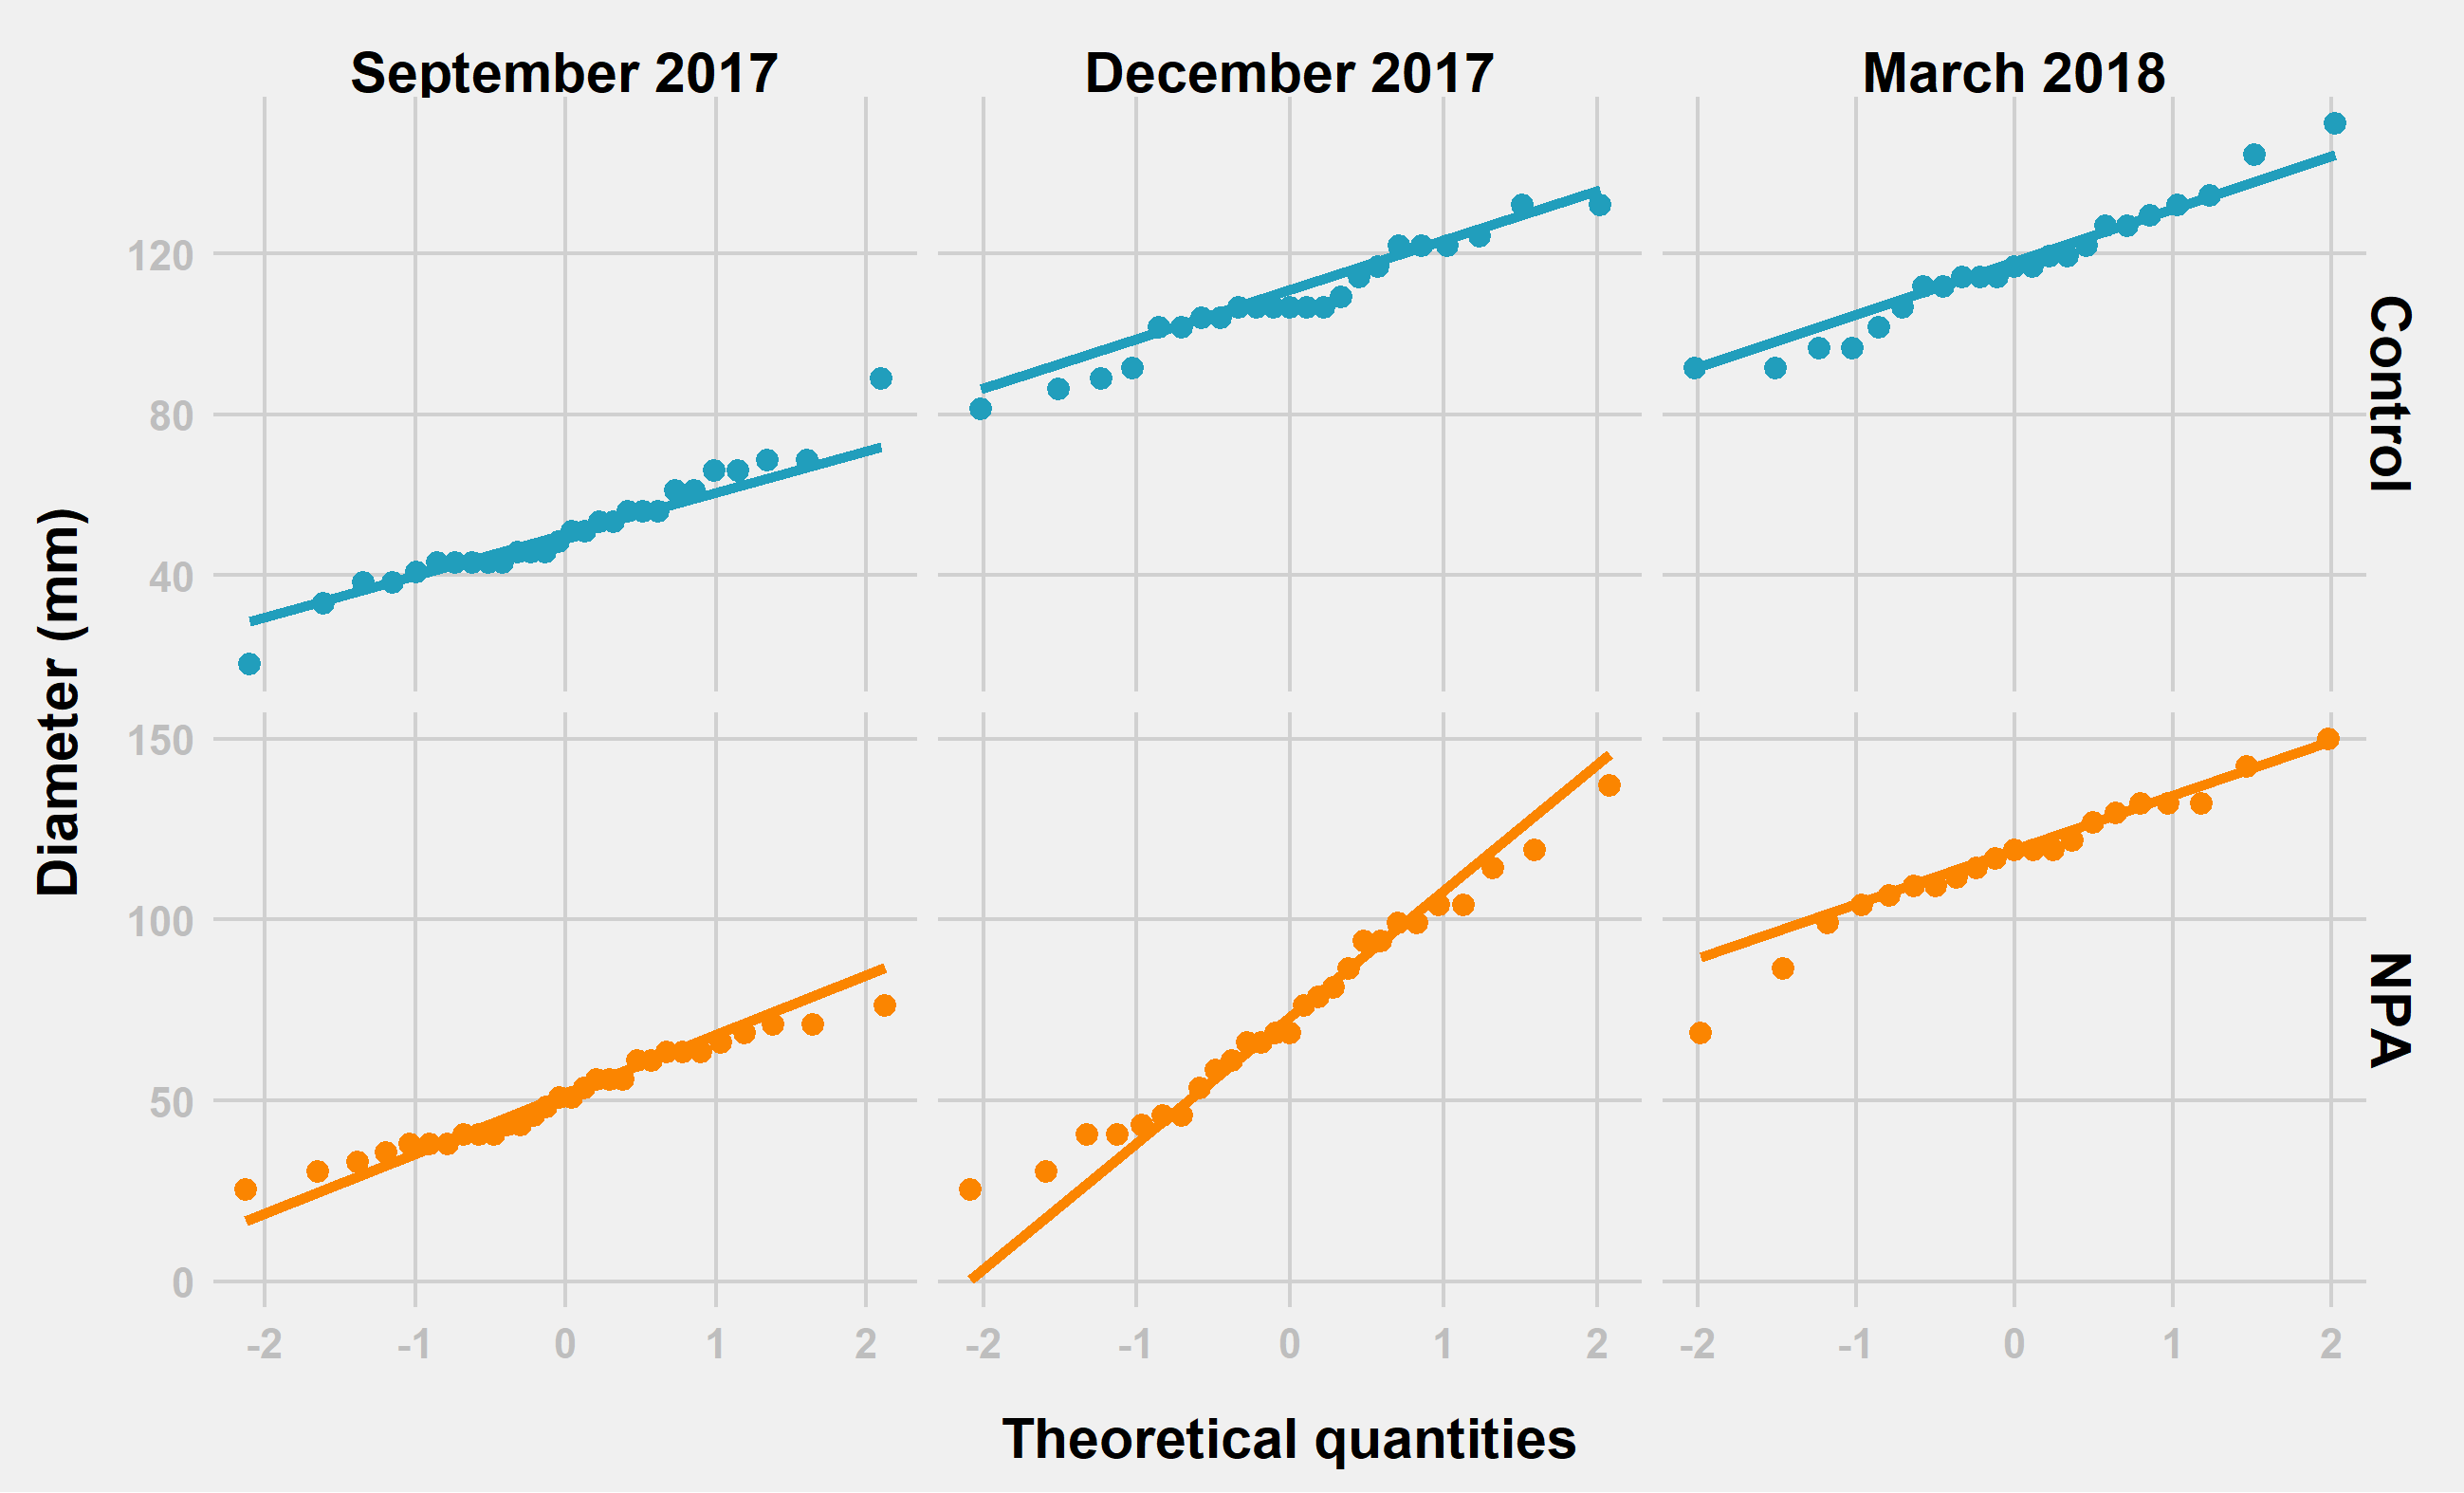 September 2017
December 2017
March 2018
Diameter (mm)
120
80
40
Control
150
100
50
0
NPA
-2 -1 0 1 2
-2 -1 0 1 2
-2 -1 0 1 2
Theoretical quantities